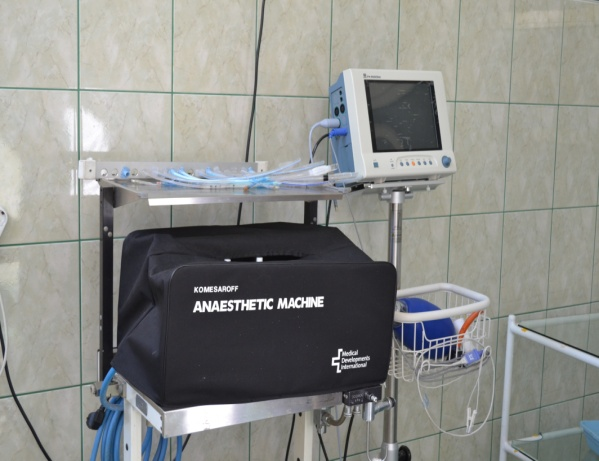 KOMESAROFF
ANAESTHETIC MACHINE
Medical
Developments
International